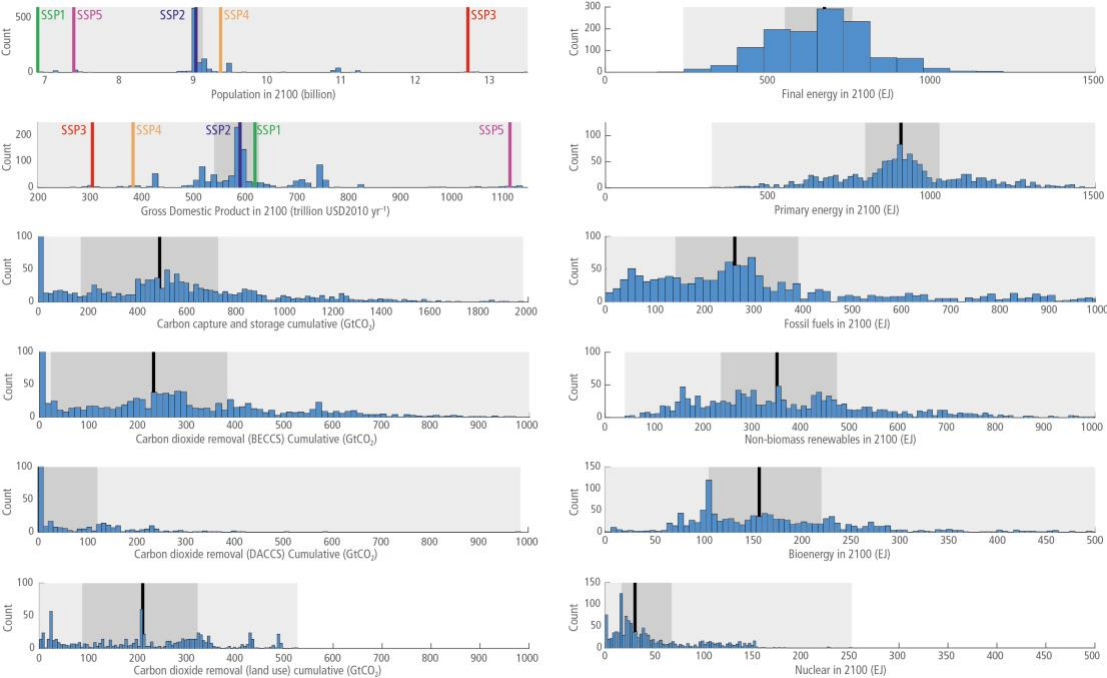 SSP1 SSP5 SSP2 SSP4 SSP3
Count
500
0
7 8 9 10 11 12 13
Population in 2100 (billion)
SSP3 SSP4 SSP2 SSP1 SSP5
Count
200
100
0
200 300 400 500 600 700 800 900 1000 1100
Gross Domestic Product in 2100 (trillion USD2010 yr⁻¹)
Count
100
50
0
0 200 400 600 800 1000 1200 1400 1600 1800 2000
Carbon capture and storage cumulative (GtCO₂)
Count
100
50
0
0 100 200 300 400 500 600 700 800 900 1000
Carbon dioxide removal (BECCS) Cumulative (GtCO₂)
Count
100
50
0
0 100 200 300 400 500 600 700 800 900 1000
Carbon dioxide removal (DACCS) Cumulative (GtCO₂)
Count
100
50
0
0 100 200 300 400 500 600 700 800 900 1000
Carbon dioxide removal (land use) cumulative (GtCO₂)
Count
300
200
100
0
0 500 1000 1500
Final energy in 2100 (EJ)
Count
100
50
0
0 500 1000 1500
Primary energy in 2100 (EJ)
Count
100
50
0
0 100 200 300 400 500 600 700 800 900 1000
Fossil fuels in 2100 (EJ)
Count
100
50
0
0 100 200 300 400 500 600 700 800 900 1000
Non-biomass renewables in 2100 (EJ)
Count
150
100
50
0
0 50 100 150 200 250 300 350 400 450 500
Bioenergy in 2100 (EJ)
Count
150
100
50
0
0 50 100 150 200 250 300 350 400 450 500
Nuclear in 2100 (EJ)